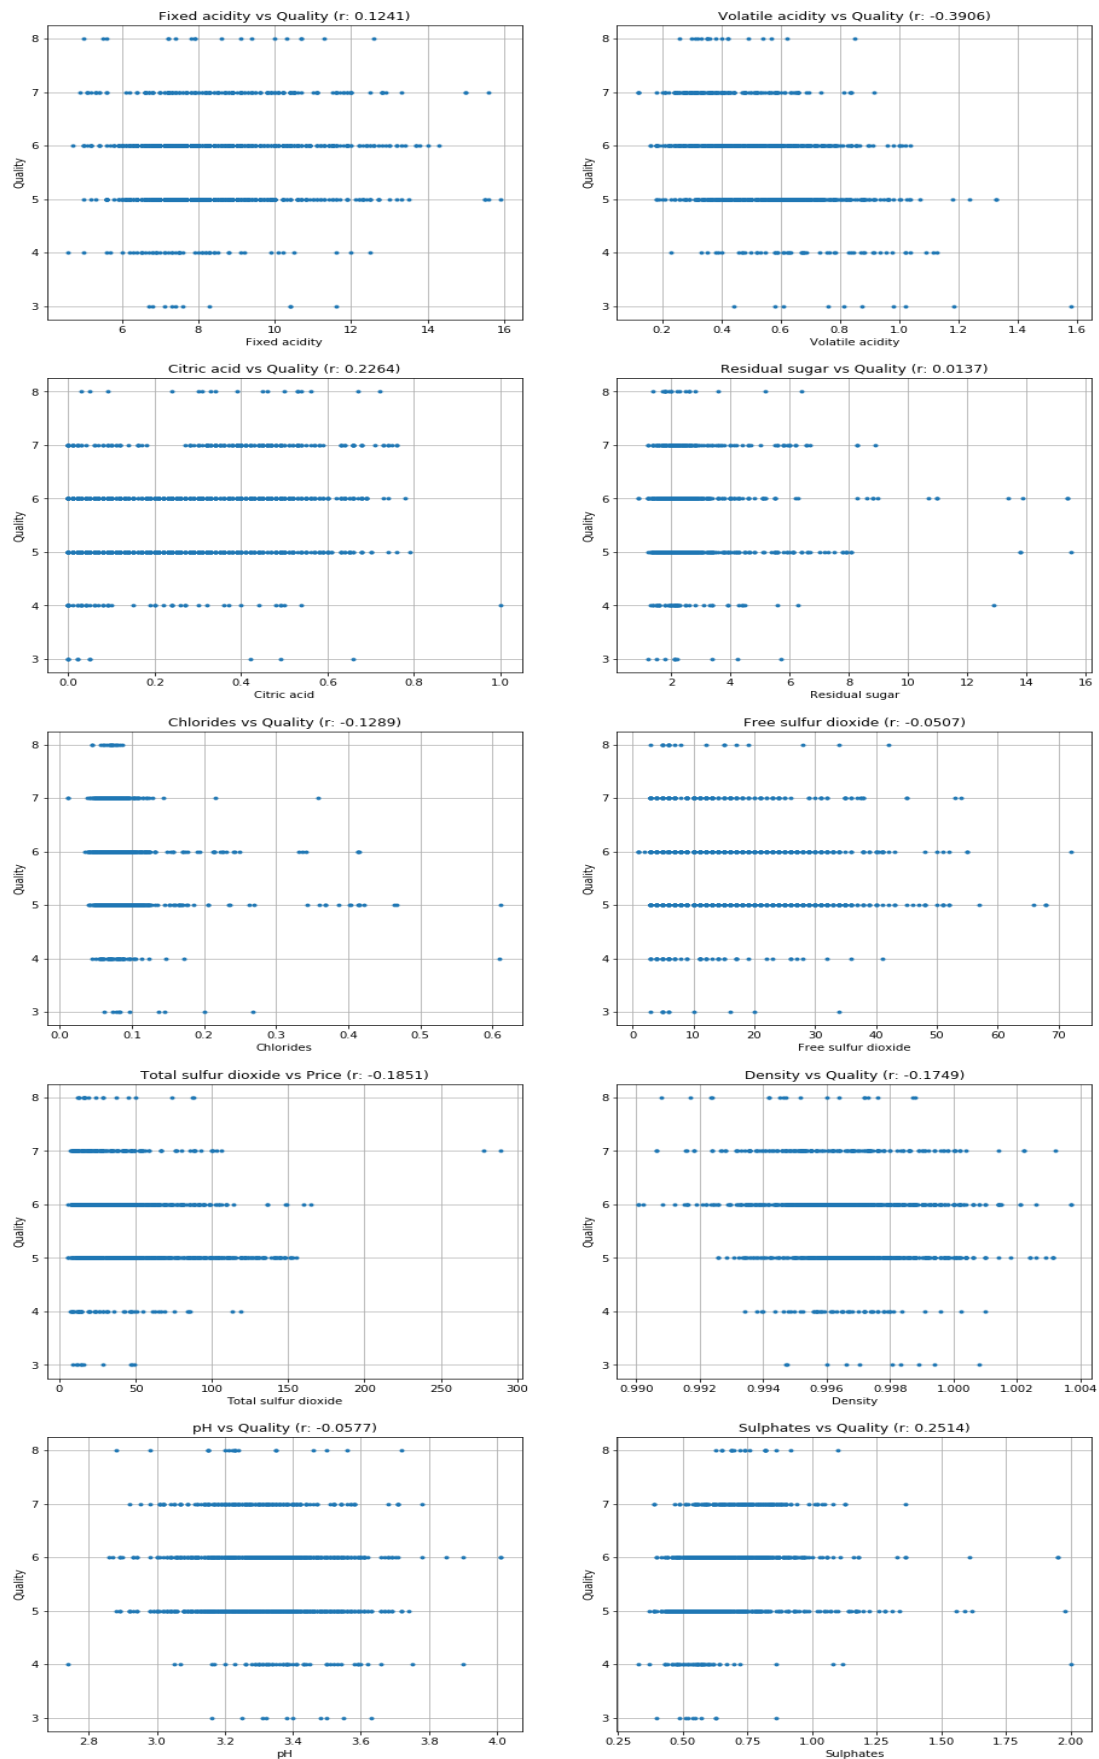 Fixed acidity vs Quality (r: 0.1241)
8
7
6
5
4
3
Quality
6 8 10 12 14 16
Fixed acidity
Volatile acidity vs Quality (r: -0.3906)
8
7
6
5
4
3
Quality
0.2 0.4 0.6 0.8 1.0 1.2 1.4 1.6
Volatile acidity
Citric acid vs Quality (r: 0.2264)
8
7
6
5
4
3
Quality
0.0 0.2 0.4 0.6 0.8 1.0
Citric acid
Residual sugar vs Quality (r: 0.0137)
8
7
6
5
4
3
Quality
2 4 6 8 10 12 14 16
Residual sugar
Chlorides vs Quality (r: -0.1289)
8
7
6
5
4
3
Quality
0.0 0.1 0.2 0.3 0.4 0.5 0.6
Chlorides
Free sulfur dioxide (r: -0.0507)
8
7
6
5
4
3
Quality
0 10 20 30 40 50 60 70
Free sulfur dioxide
Total sulfur dioxide vs Price (r: -0.1851)
8
7
6
5
4
3
Quality
0 50 100 150 200 250 300
Total sulfur dioxide
Density vs Quality (r: -0.1749)
8
7
6
5
4
3
Quality
0.990 0.992 0.994 0.996 0.998 1.000 1.002 1.004
Density
pH vs Quality (r: -0.0577)
8
7
6
5
4
3
Quality
2.8 3.0 3.2 3.4 3.6 3.8 4.0
pH
Sulphates vs Quality (r: 0.2514)
8
7
6
5
4
3
Quality
0.25 0.50 0.75 1.00 1.25 1.50 1.75 2.00
Sulphates